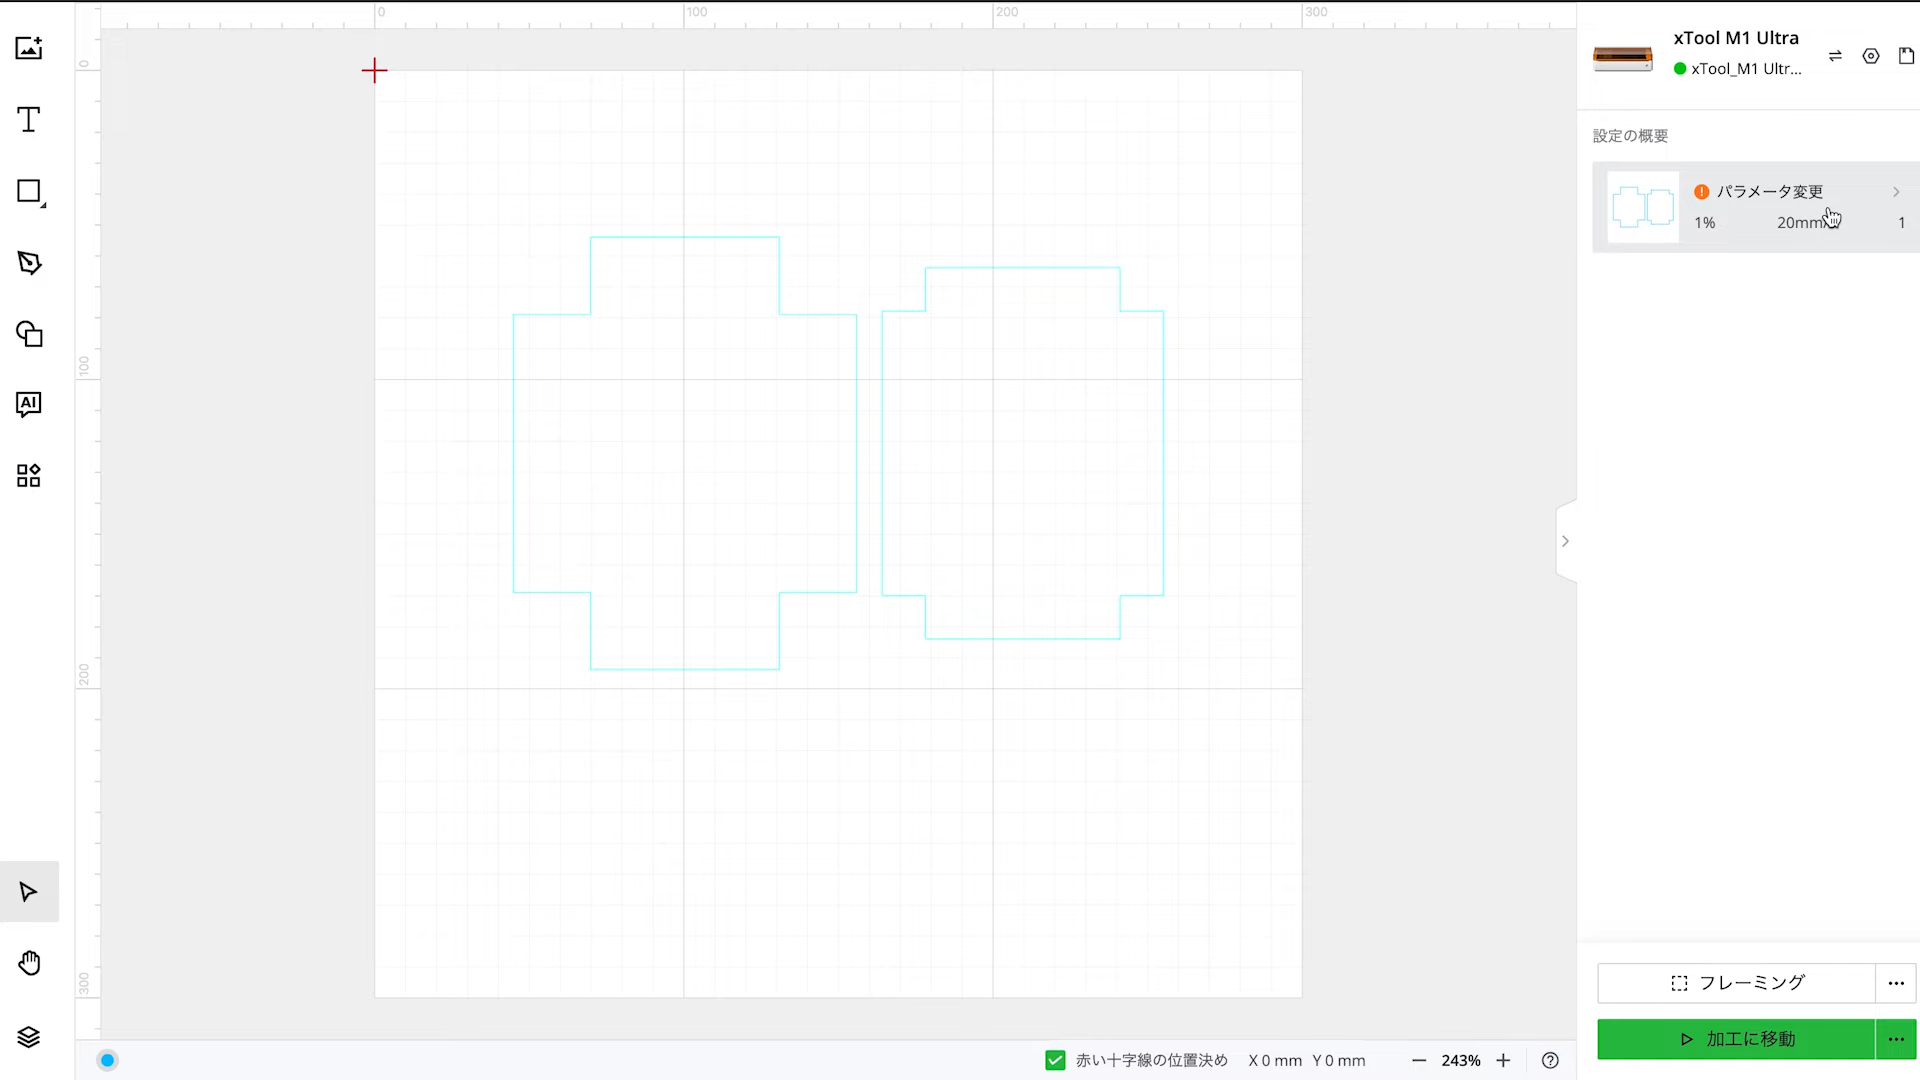 0
100
200
300
0
100
200
300
T
AI
xTool M1 Ultra
xTool_M1 Ultr...
設定の概要
パラメータ変更
1%
20mm
1
フレーミング
加工に移動
赤い十字線の位置決め
X 0 mm
Y 0 mm
243%